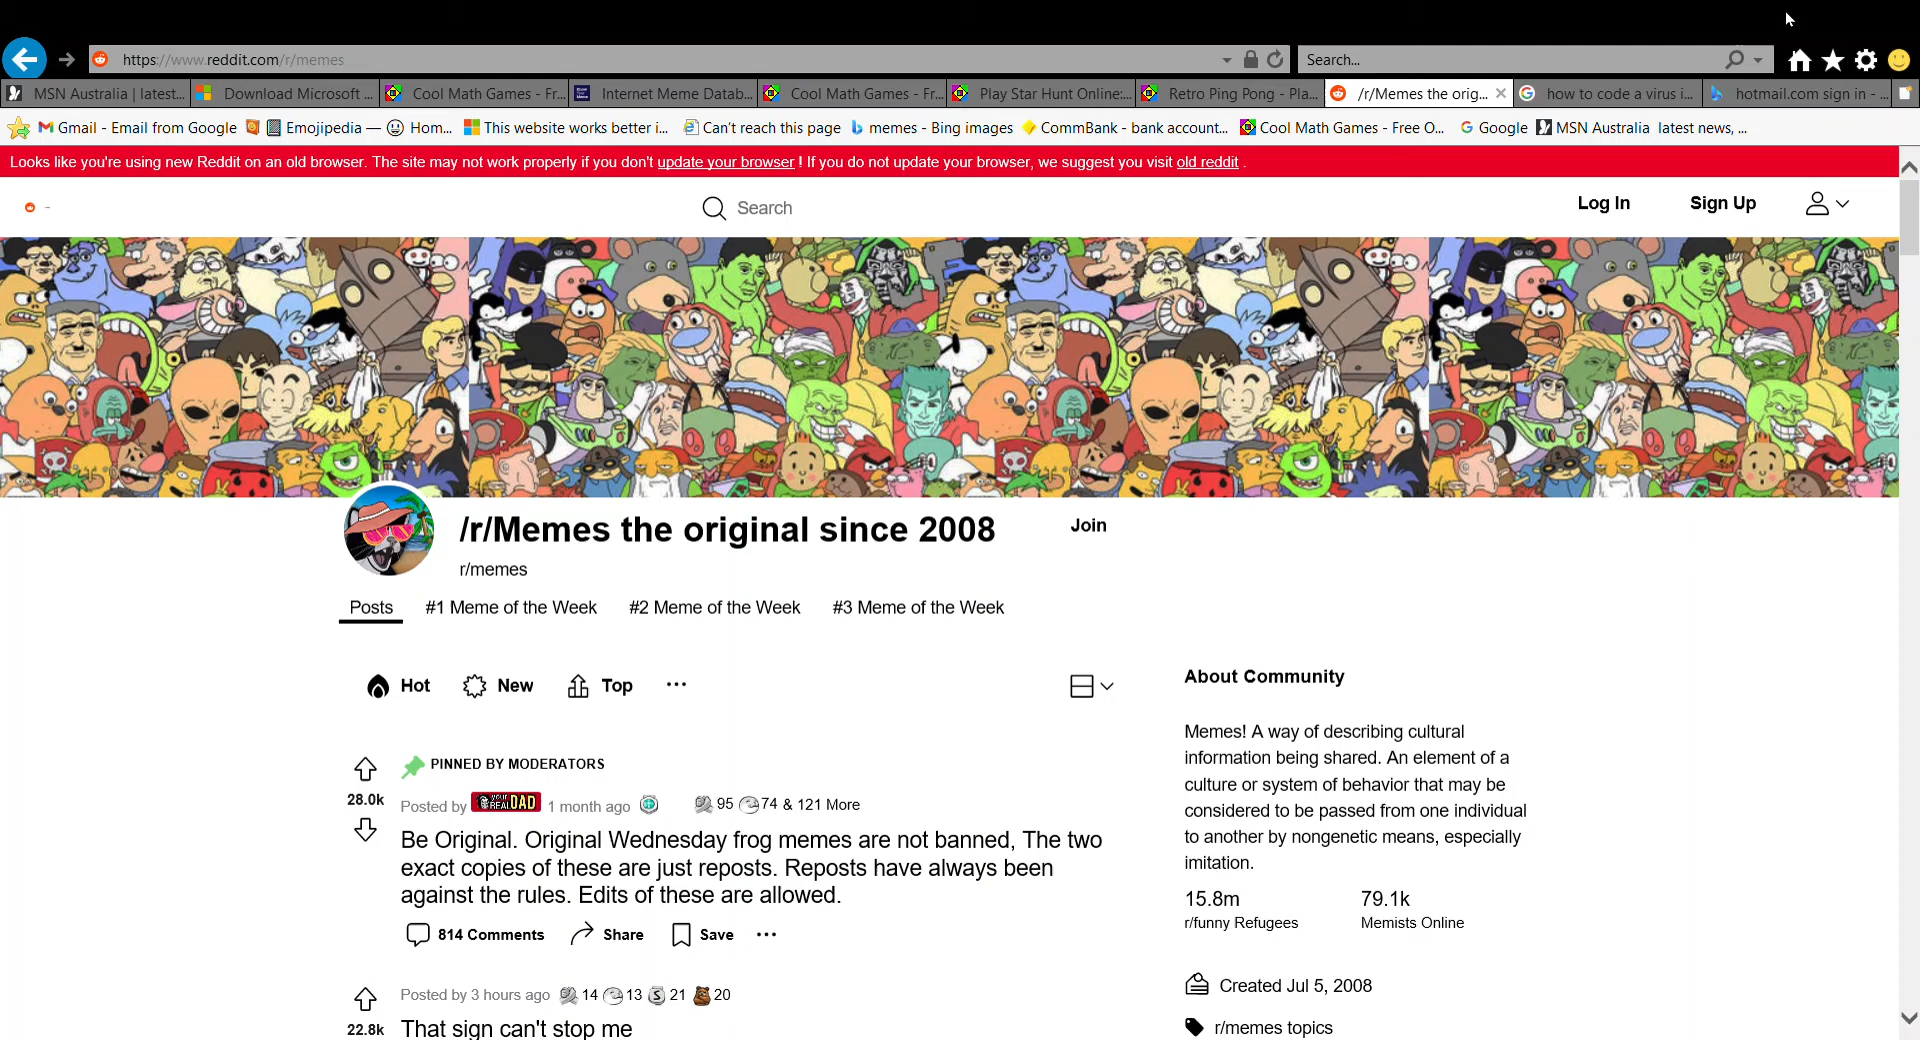 https://www.reddit.com/r/memes
Search...
MSN Australia | latest...
Download Microsoft ...
Cool Math Games - Fr...
Internet Meme Datab...
Cool Math Games - Fr...
Play Star Hunt Online:...
Retro Ping Pong - Pla...
/r/Memes the orig...
how to code a virus i...
hotmail.com sign in - ...
Gmail - Email from Google
Emojipedia —
Hom...
This website works better i...
Can't reach this page
memes - Bing images
CommBank - bank account...
Cool Math Games - Free O...
Google
MSN Australia latest news, ...
Looks like you're using new Reddit on an old browser. The site may not work properly if you don't update your browser ! If you do not update your browser, we suggest you visit old reddit .
Search
Log In
Sign Up
/r/Memes the original since 2008
Join
r/memes
Posts
#1 Meme of the Week
#2 Meme of the Week
#3 Meme of the Week
Hot
New
Top
PINNED BY MODERATORS
28.0k
Posted by YOUR REAL DAD 1 month ago 95 74 & 121 More
Be Original. Original Wednesday frog memes are not banned, The two
exact copies of these are just reposts. Reposts have always been
against the rules. Edits of these are allowed.
814 Comments
Share
Save
Posted by 3 hours ago 14 13 S 21 20
22.8k
That sign can't stop me
About Community
Memes! A way of describing cultural
information being shared. An element of a
culture or system of behavior that may be
considered to be passed from one individual
to another by nongenetic means, especially
imitation.
15.8m
79.1k
r/funny Refugees
Memists Online
Created Jul 5, 2008
r/memes topics